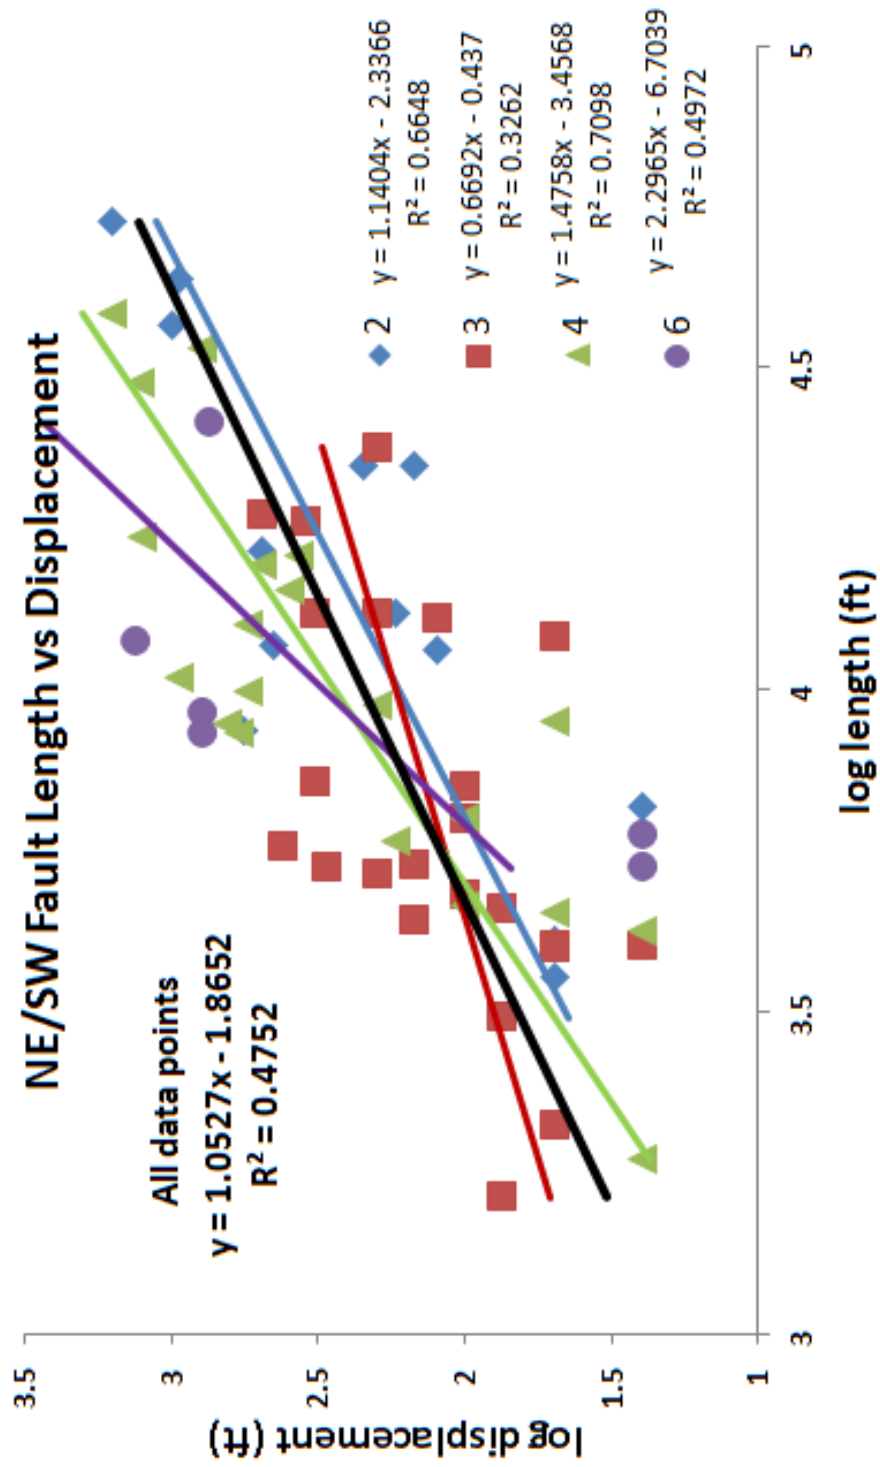 NE/SW Fault Length vs Displacement
All data points
y = 1.0527x - 1.8652
R² = 0.4752
3.5
3
2.5
2
1.5
1
log displacement (ft)
3
3.5
4
4.5
5
log length (ft)
2 y = 1.1404x - 2.3366
R² = 0.6648
3 y = 0.6692x - 0.437
R² = 0.3262
4 y = 1.4758x - 3.4568
R² = 0.7098
6 y = 2.2965x - 6.7039
R² = 0.4972